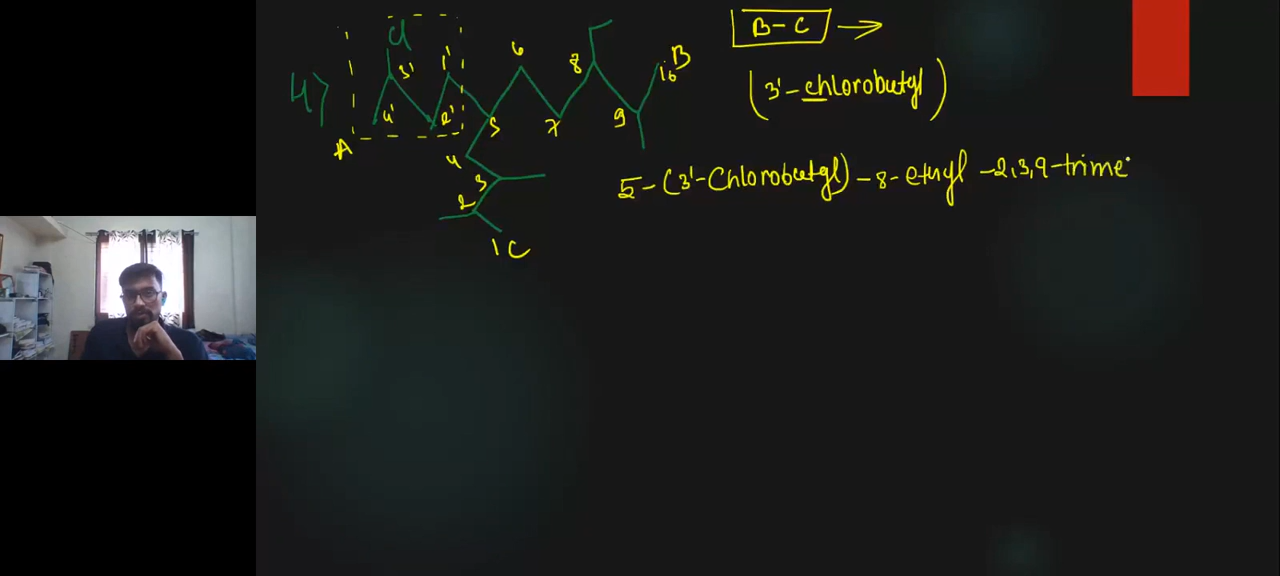 4)
Cl
3'
1'
4'
2'
A
6
8
10 B
5
7
9
4
3
2
1 C
B-C →
(3'-chlorobutyl)
5-(3'-Chlorobutyl)-8-ethyl-2,3,9-trime